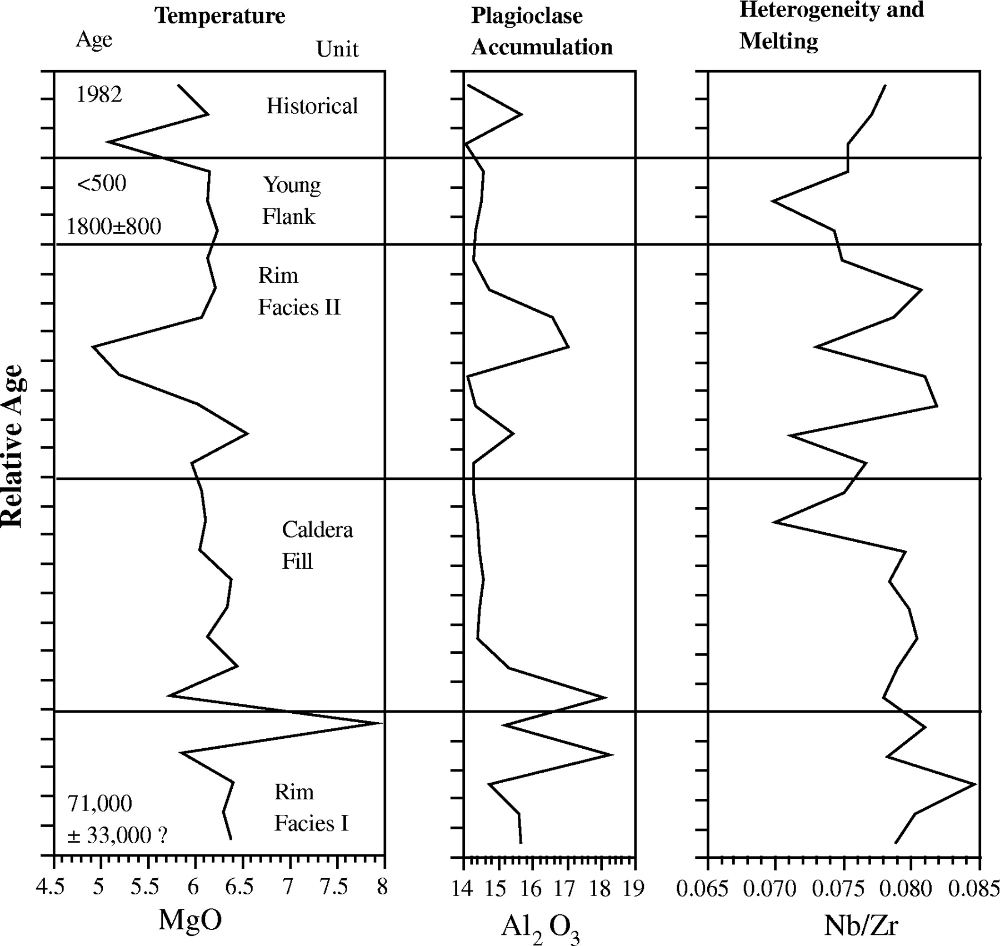 Temperature
Age
Unit
Plagioclase
Accumulation
Heterogeneity and
Melting
1982
Historical
<500
Young
Flank
1800±800
Rim
Facies II
Relative Age
Caldera
Fill
Rim
Facies I
71,000
± 33,000 ?
4.5 5 5.5 6 6.5 7 7.5 8
MgO
14 15 16 17 18 19
Al2 O3
0.065 0.070 0.075 0.080 0.085
Nb/Zr